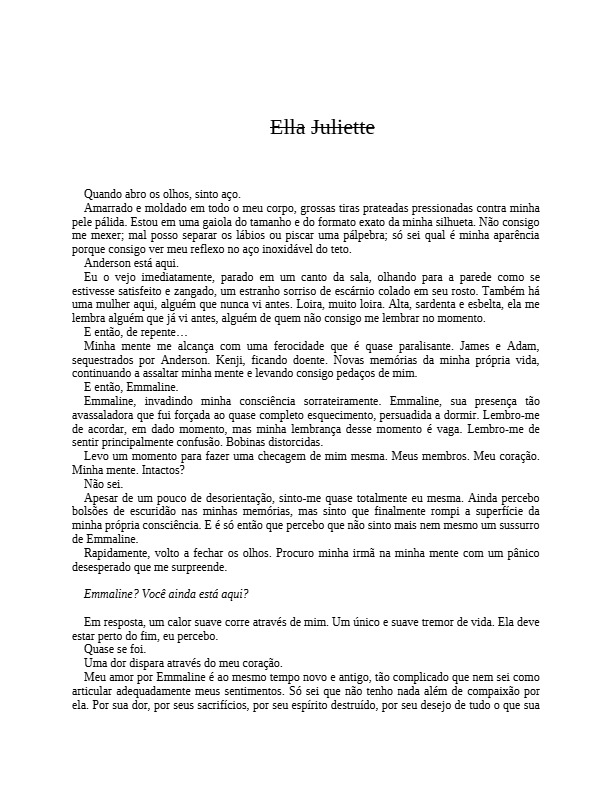 Ella Juliette
Quando abro os olhos, sinto aço.
Amarrado e moldado em todo o meu corpo, grossas tiras prateadas pressionadas contra minha
pele pálida. Estou em uma gaiola do tamanho e do formato exato da minha silhueta. Não consigo
me mexer; mal posso separar os lábios ou piscar uma pálpebra; só sei qual é minha aparência
porque consigo ver meu reflexo no aço inoxidável do teto.
Anderson está aqui.
Eu o vejo imediatamente, parado em um canto da sala, olhando para a parede como se
estivesse satisfeito e zangado, um estranho sorriso de escárnio colado em seu rosto. Também há
uma mulher aqui, alguém que nunca vi antes. Loira, muito loira. Alta, sardenta e esbelta, ela me
lembra alguém que já vi antes, alguém de quem não consigo me lembrar no momento.
E então, de repente…
Minha mente me alcança com uma ferocidade que é quase paralisante. James e Adam,
sequestrados por Anderson. Kenji, ficando doente. Novas memórias da minha própria vida,
continuando a assaltar minha mente e levando consigo pedaços de mim.
E então, Emmaline.
Emmaline, invadindo minha consciência sorrateiramente. Emmaline, sua presença tão
avassaladora que fui forçada ao quase completo esquecimento, persuadida a dormir. Lembro-me
de acordar, em dado momento, mas minha lembrança desse momento é vaga. Lembro-me de
sentir principalmente confusão. Bobinas distorcidas.
Levo um momento para fazer uma checagem de mim mesma. Meus membros. Meu coração.
Minha mente. Intactos?
Não sei.
Apesar de um pouco de desorientação, sinto-me quase totalmente eu mesma. Ainda percebo
bolsões de escuridão nas minhas memórias, mas sinto que finalmente rompi a superfície da
minha própria consciência. E é só então que percebo que não sinto mais nem mesmo um sussurro
de Emmaline.
Rapidamente, volto a fechar os olhos. Procuro minha irmã na minha mente com um pânico
desesperado que me surpreende.
Emmaline? Você ainda está aqui?
Em resposta, um calor suave corre através de mim. Um único e suave tremor de vida. Ela deve
estar perto do fim, eu percebo.
Quase se foi.
Uma dor dispara através do meu coração.
Meu amor por Emmaline é ao mesmo tempo novo e antigo, tão complicado que nem sei como
articular adequadamente meus sentimentos. Só sei que não tenho nada além de compaixão por
ela. Por sua dor, por seus sacrifícios, por seu espírito destruído, por seu desejo de tudo o que sua